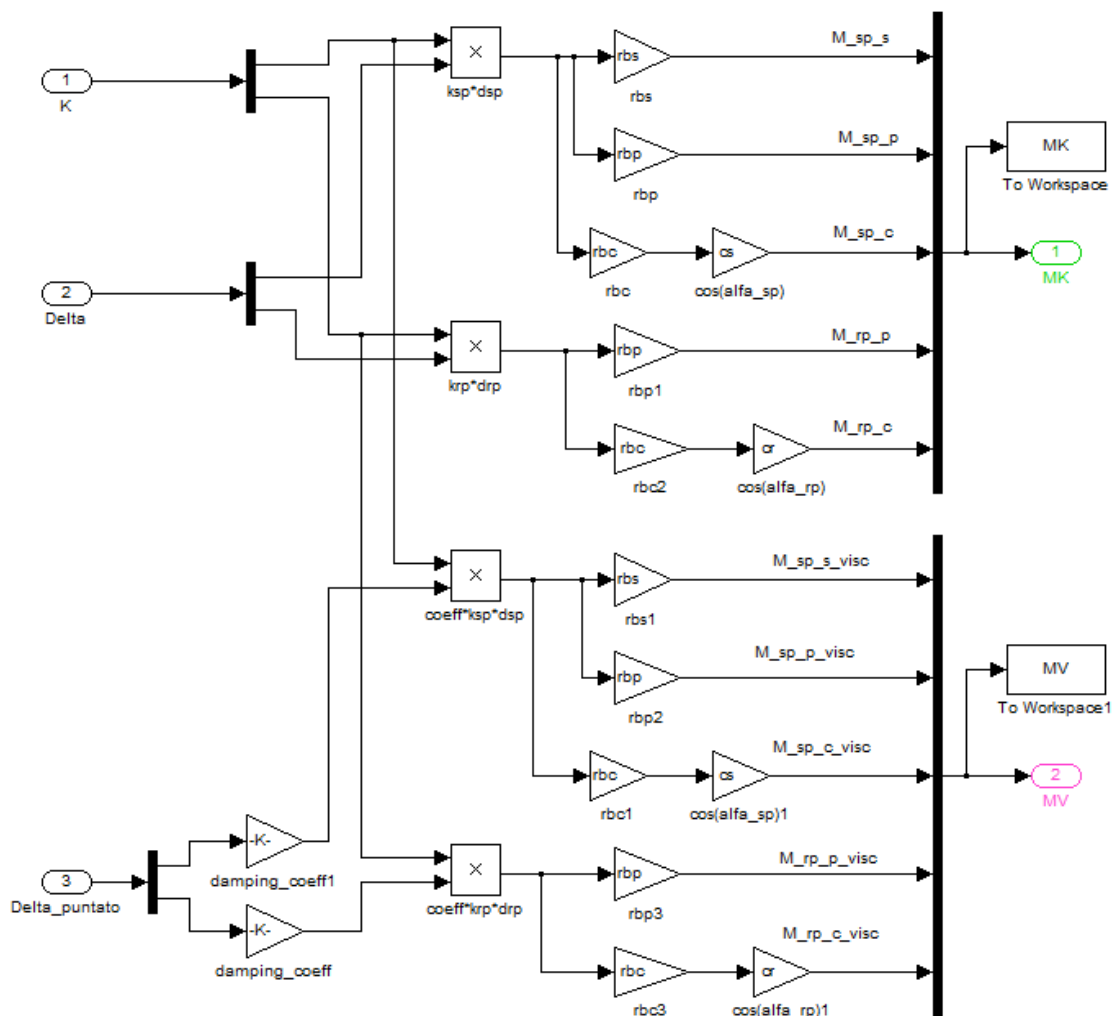 1
K
×
ksp*dsp
rbs
rbs
M_sp_s
rbp
rbp
M_sp_p
rbc
rbc
cs
cos(alfa_sp)
M_sp_c
MK
To Workspace
1
MK
2
Delta
×
krp*drp
rbp
rbp1
M_rp_p
rbc
rbc2
cr
cos(alfa_rp)
M_rp_c
×
coeff*ksp*dsp
rbs
rbs1
M_sp_s_visc
rbp
rbp2
M_sp_p_visc
rbc
rbc1
cs
cos(alfa_sp)1
M_sp_c_visc
MV
To Workspace1
2
MV
3
Delta_puntato
-K-
damping_coeff1
-K-
damping_coeff
×
coeff*krp*drp
rbp
rbp3
M_rp_p_visc
rbc
rbc3
cr
cos(alfa_rp)1
M_rp_c_visc